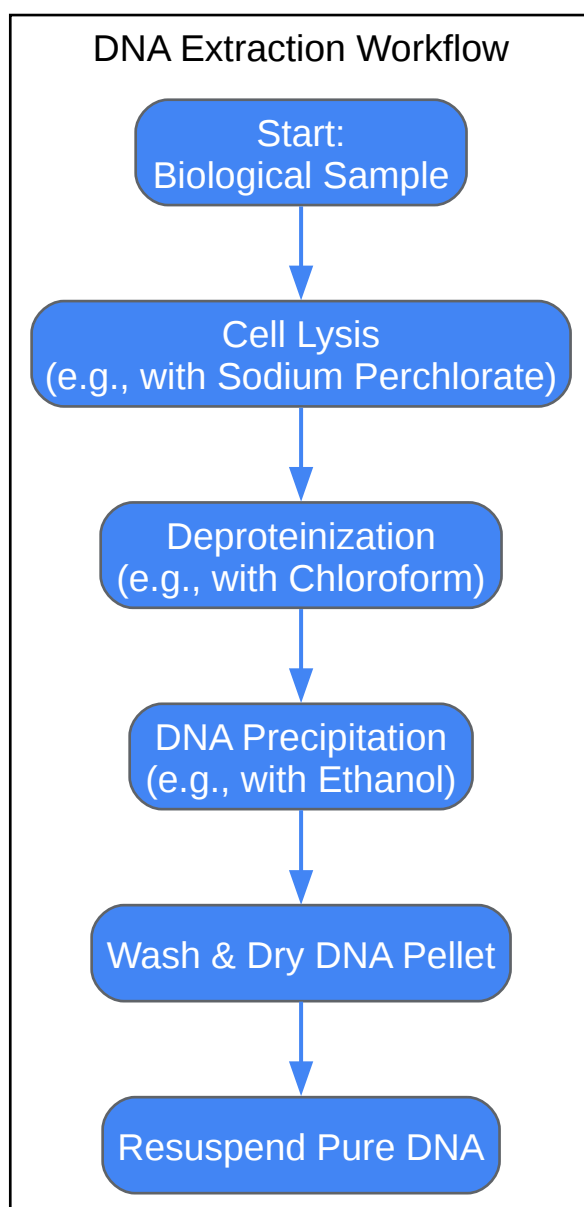 DNA Extraction Workflow
Start:
Biological Sample
Cell Lysis
(e.g., with Sodium Perchlorate)
Deproteinization
(e.g., with Chloroform)
DNA Precipitation
(e.g., with Ethanol)
Wash & Dry DNA Pellet
Resuspend Pure DNA